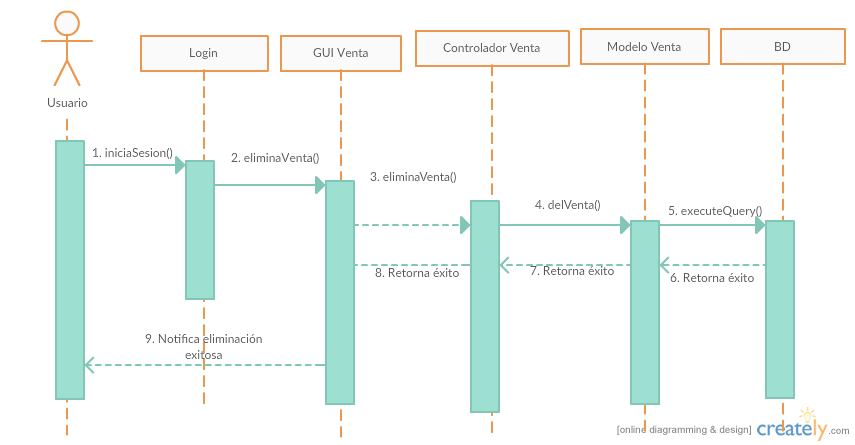 Login
GUI Venta
Controlador Venta
Modelo Venta
BD
Usuario
1. iniciaSesion()
2. eliminaVenta()
3. eliminaVenta()
4. delVenta()
5. executeQuery()
8. Retorna éxito
7. Retorna éxito
6. Retorna éxito
9. Notifica eliminación
exitosa
[online diagramming & design] creately.com